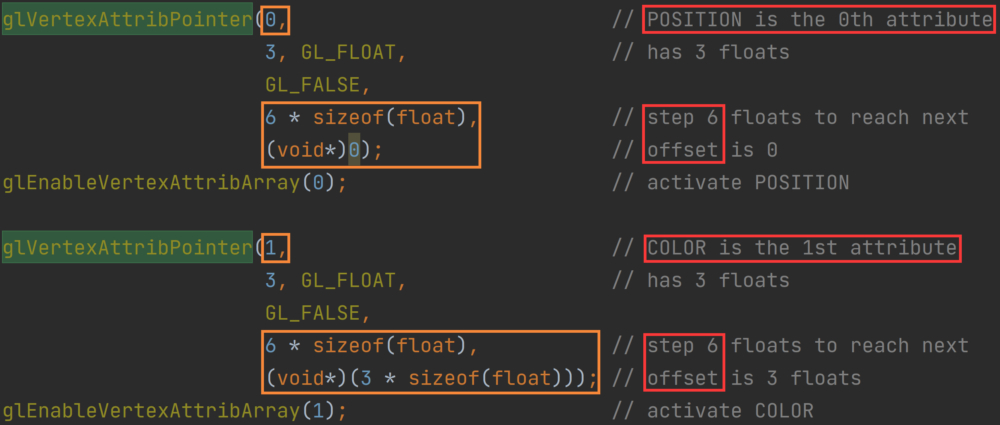 glVertexAttribPointer(0, // POSITION is the 0th attribute
3, GL_FLOAT, // has 3 floats
GL_FALSE,
6 * sizeof(float), // step 6 floats to reach next
(void*)0); // offset is 0
glEnableVertexAttribArray(0); // activate POSITION
glVertexAttribPointer(1, // COLOR is the 1st attribute
3, GL_FLOAT, // has 3 floats
GL_FALSE,
6 * sizeof(float), // step 6 floats to reach next
(void*)(3 * sizeof(float))); // offset is 3 floats
glEnableVertexAttribArray(1); // activate COLOR